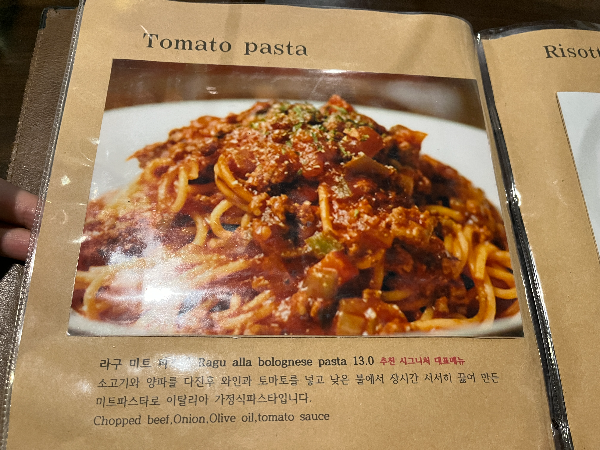 Tomato pasta
Risott
라구 미트 Ragu alla bolognese pasta 13.0 추천 시그니처 대표메뉴
소고기와 양파를 다진후 와인과 토마토를 넣고 낮은 불에서 장시간 서서히 끓여 만든
미트파스타로 이탈리아 가정식파스타입니다.
Chopped beef,Onion,Olive oil,tomato sauce